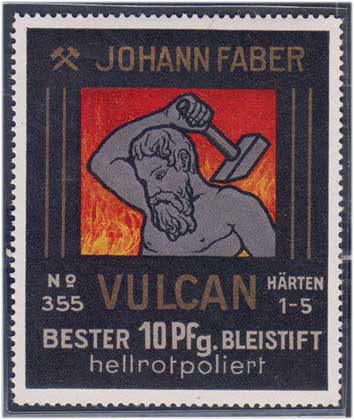 JOHANN FABER
Nº 355
VULCAN
HÄRTEN 1-5
BESTER 10 Pfg. BLEISTIFT
hellrotpoliert